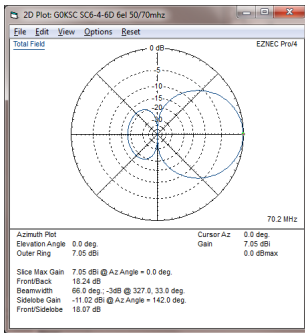 2D Plot: G0KSC SC6-4-6D 6el 50/70mhz
File Edit View Options Reset
Total Field
EZNEC Pro/4
0 dB
-5
-10
-15
-20
-30
70.2 MHz
Azimuth Plot
Cursor Az 0.0 deg.
Elevation Angle 0.0 deg.
Gain 7.05 dBi
Outer Ring 7.05 dBi
0.0 dBmax
Slice Max Gain 7.05 dBi @ Az Angle = 0.0 deg.
Front/Back 18.24 dB
Beamwidth 66.0 deg.; -3dB @ 327.0, 33.0 deg.
Sidelobe Gain -11.02 dBi @ Az Angle = 142.0 deg.
Front/Sidelobe 18.07 dB